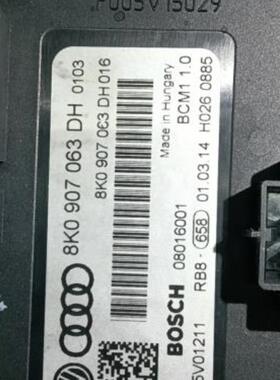 F005V15029
8K0 907 063 DH 0103
8K0 907 063 DH 016
Made in Hungary
BCM1 1.0
BOSCH
08016001
RB8- 658 01.03.14 H026 0885
5V01211